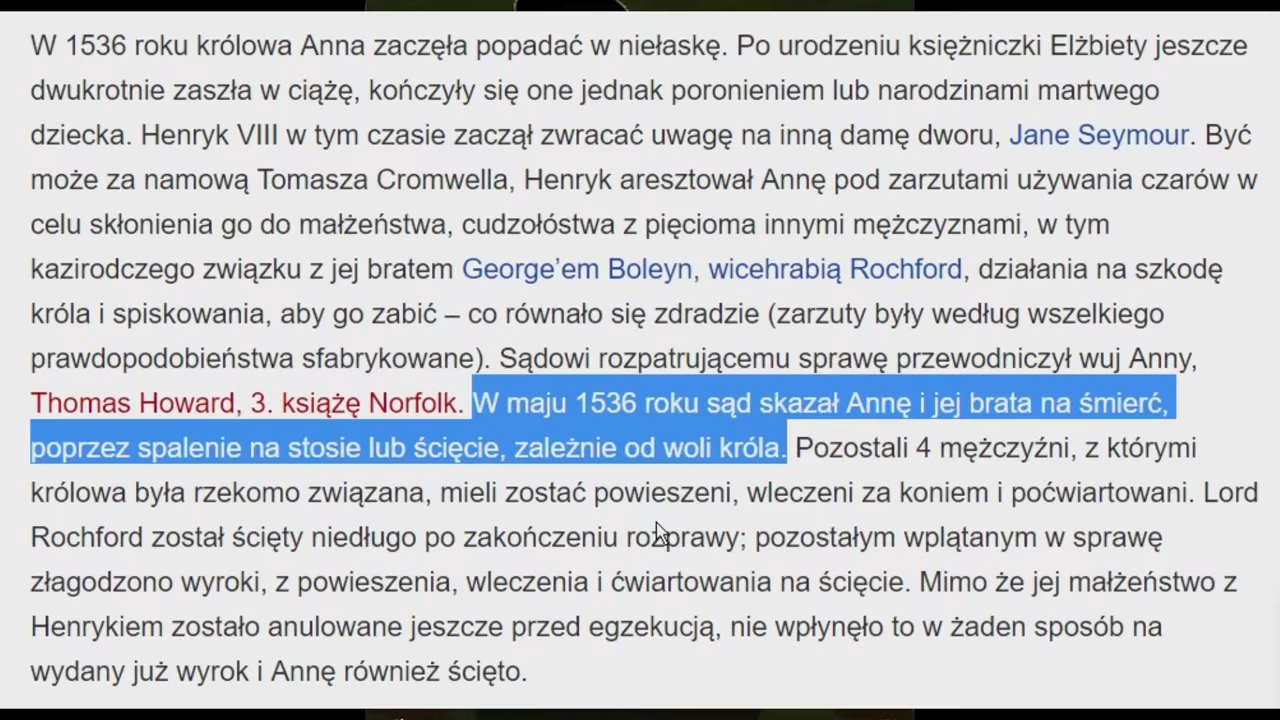 W 1536 roku królowa Anna zaczęła popadać w niełaskę. Po urodzeniu księżniczki Elżbiety jeszcze
dwukrotnie zaszła w ciążę, kończyły się one jednak poronieniem lub narodzinami martwego
dziecka. Henryk VIII w tym czasie zaczął zwracać uwagę na inną damę dworu, Jane Seymour. Być
może za namową Tomasza Cromwella, Henryk aresztował Annę pod zarzutami używania czarów w
celu skłonienia go do małżeństwa, cudzołóstwa z pięcioma innymi mężczyznami, w tym
kazirodczego związku z jej bratem George’em Boleyn, wicehrabią Rochford, działania na szkodę
króla i spiskowania, aby go zabić – co równało się zdradzie (zarzuty były według wszelkiego
prawdopodobieństwa sfabrykowane). Sądowi rozpatrującemu sprawę przewodniczył wuj Anny,
Thomas Howard, 3. książę Norfolk. W maju 1536 roku sąd skazał Annę i jej brata na śmierć,
poprzez spalenie na stosie lub ścięcie, zależnie od woli króla. Pozostali 4 mężczyźni, z którymi
królowa była rzekomo związana, mieli zostać powieszeni, wleczeni za koniem i poćwiartowani. Lord
Rochford został ścięty niedługo po zakończeniu rozprawy; pozostałym wplątanym w sprawę
złagodzono wyroki, z powieszenia, wleczenia i ćwiartowania na ścięcie. Mimo że jej małżeństwo z
Henrykiem zostało anulowane jeszcze przed egzekucją, nie wpłynęło to w żaden sposób na
wydany już wyrok i Annę również ścięto.